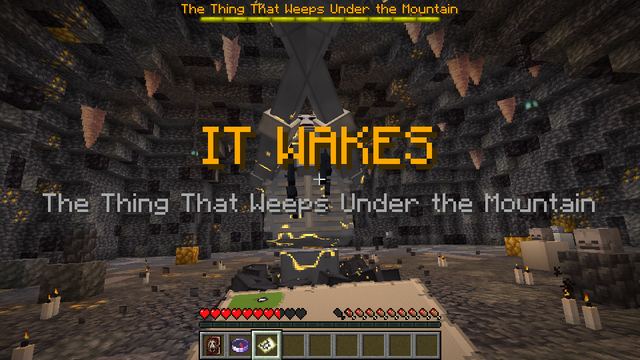 The Thing That Weeps Under the Mountain
IT WAKES
The Thing That Weeps Under the Mountain